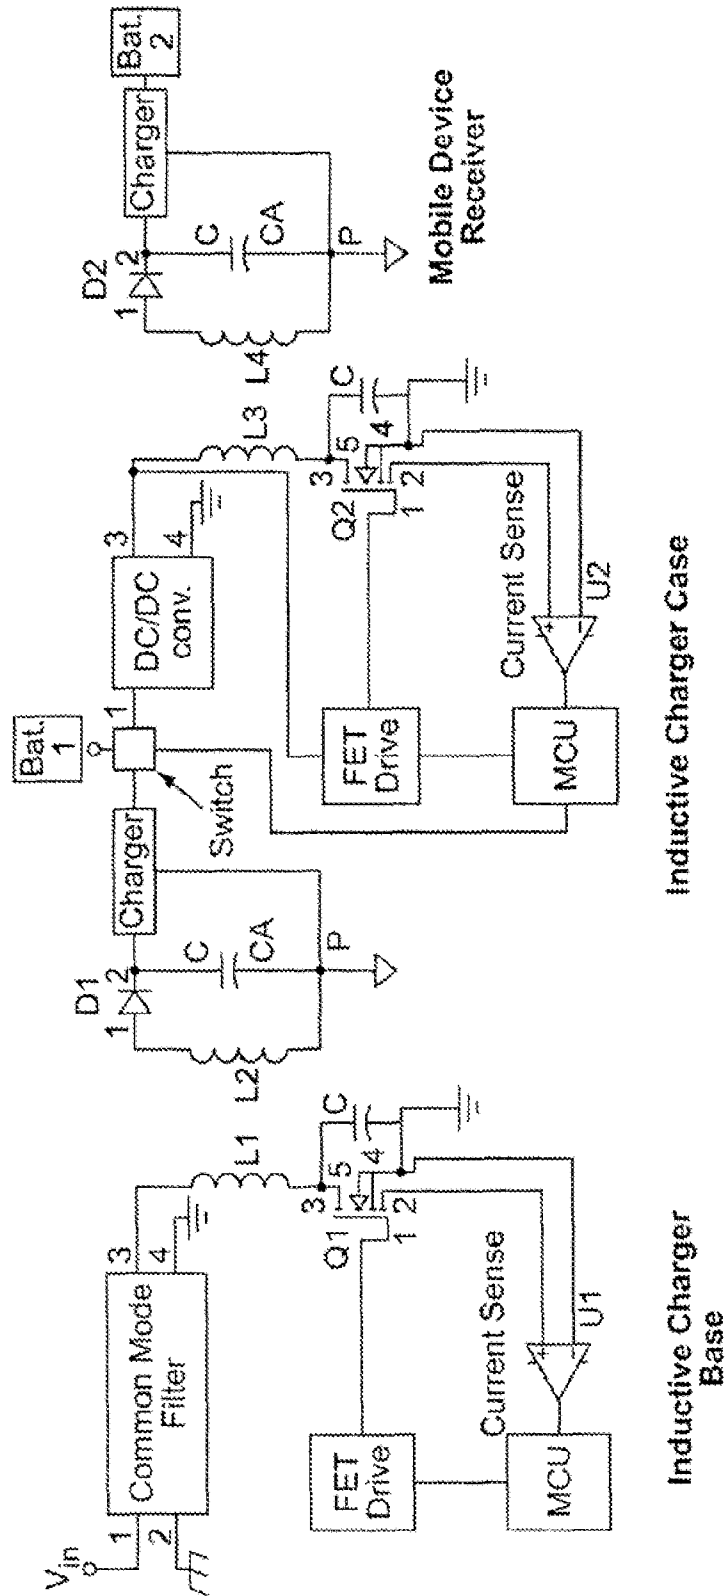 Vin
1
2
Common Mode
Filter
3
4
L1
3
5
C
Q1
4
1
2
FET
Drive
Current Sense
U1
MCU
Inductive Charger
Base
L2
D1
1
2
C
CA
P
Charger
Switch
Bat.
1
1
DC/DC
conv.
3
4
L3
3
5
C
Q2
4
1
2
FET
Drive
Current Sense
+
-
U2
MCU
Inductive Charger Case
L4
D2
1
2
C
CA
P
Charger
Bat.
2
Mobile Device
Receiver